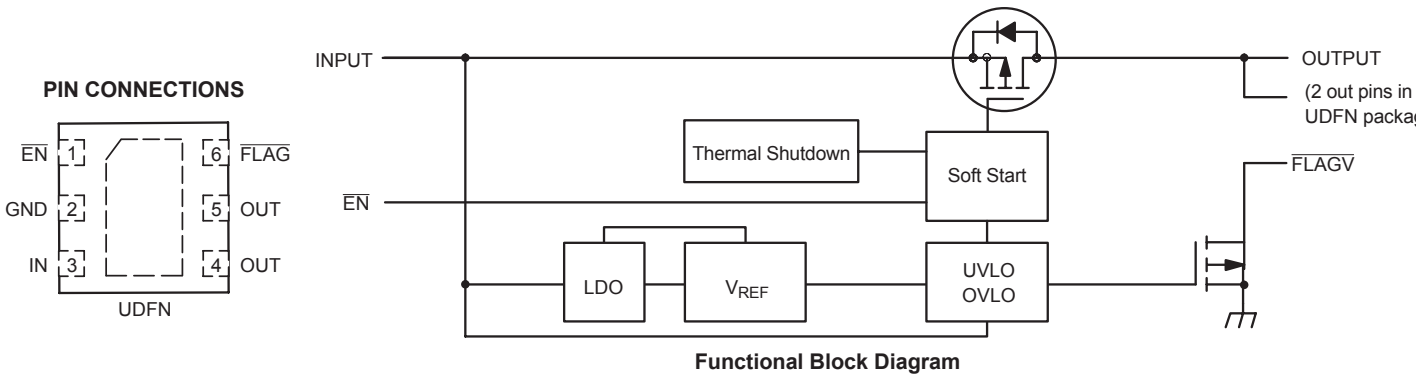 PIN CONNECTIONS
EN 1 6 FLAG
GND 2 5 OUT
IN 3 4 OUT
UDFN
INPUT
OUTPUT
(2 out pins in
UDFN packag
Thermal Shutdown
Soft Start
FLAGV
EN
LDO
VREF
UVLO
OVLO
Functional Block Diagram